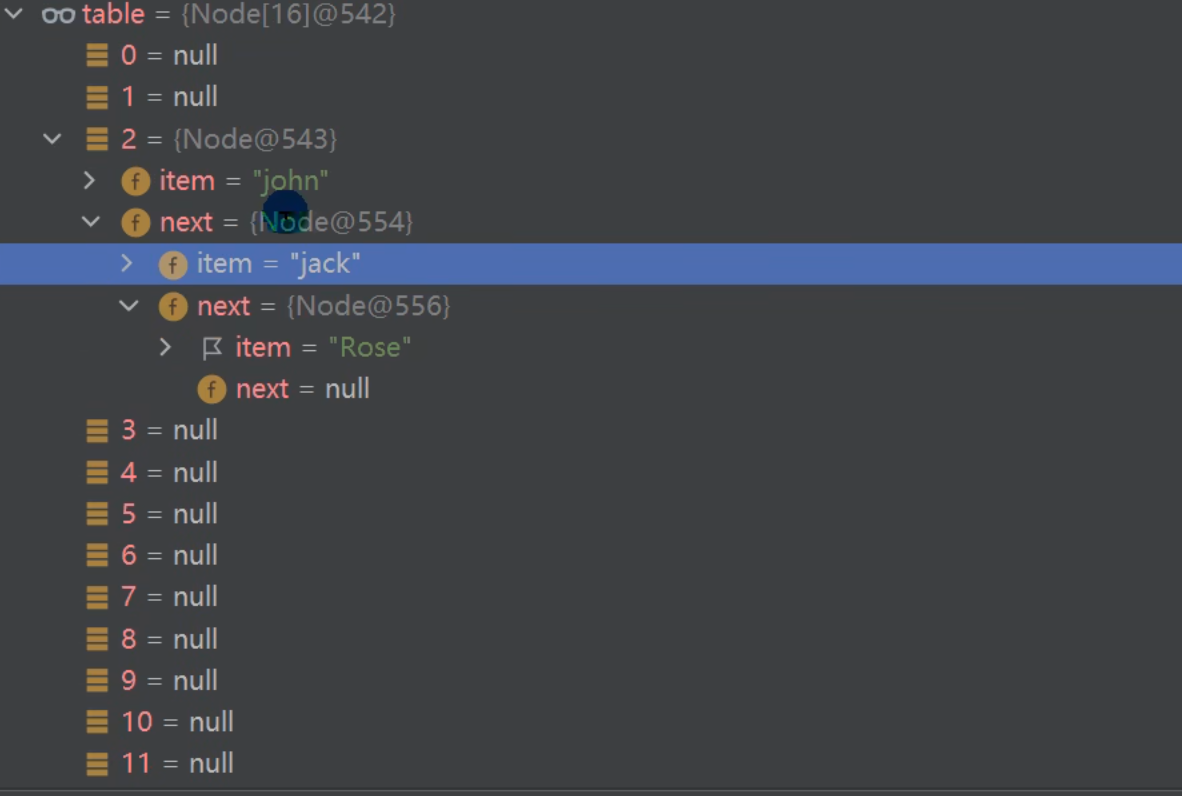 table = {Node[16]@542}
0 = null
1 = null
2 = {Node@543}
item = "john"
next = {Node@554}
item = "jack"
next = {Node@556}
item = "Rose"
next = null
3 = null
4 = null
5 = null
6 = null
7 = null
8 = null
9 = null
10 = null
11 = null